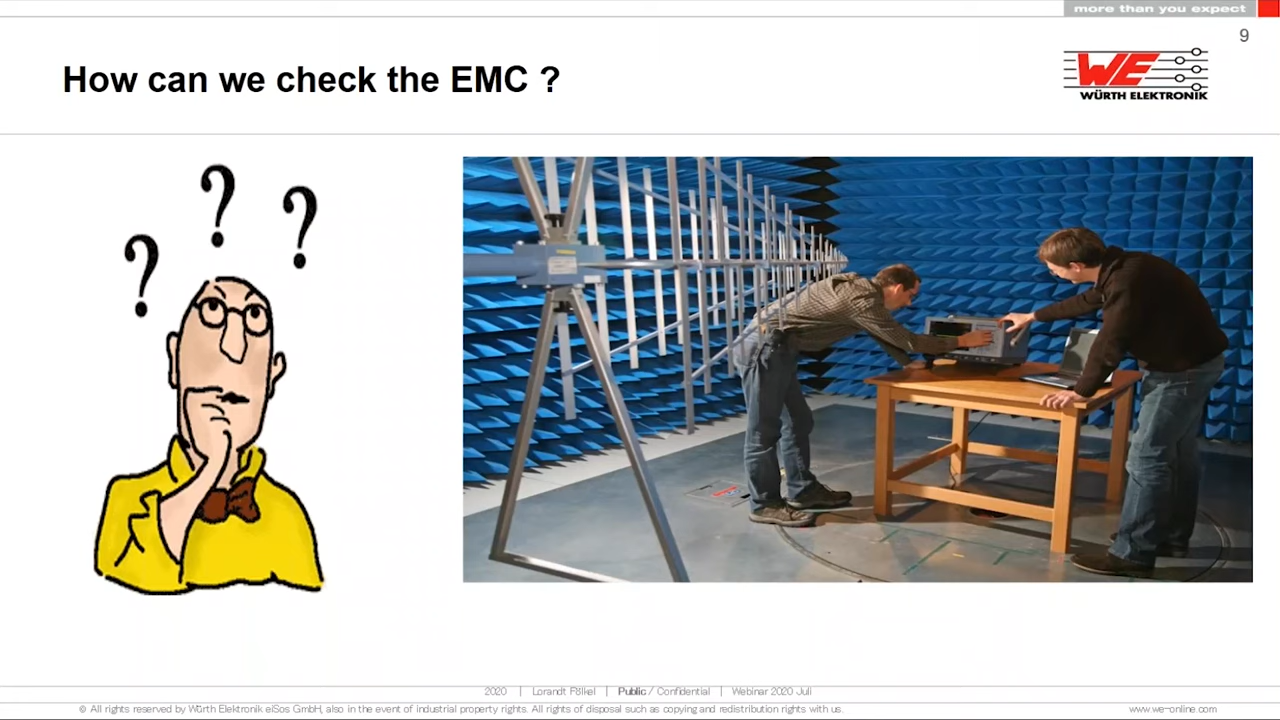 more than you expect
9
How can we check the EMC ?
WE
WÜRTH ELEKTRONIK
? ? ?
2020 | Lorandt Fölkel | Public / Confidential | Webinar 2020 Juli
© All rights reserved by Würth Elektronik eiSos GmbH, also in the event of industrial property rights. All rights of disposal such as copying and redistribution rights with us.
www.we-online.com